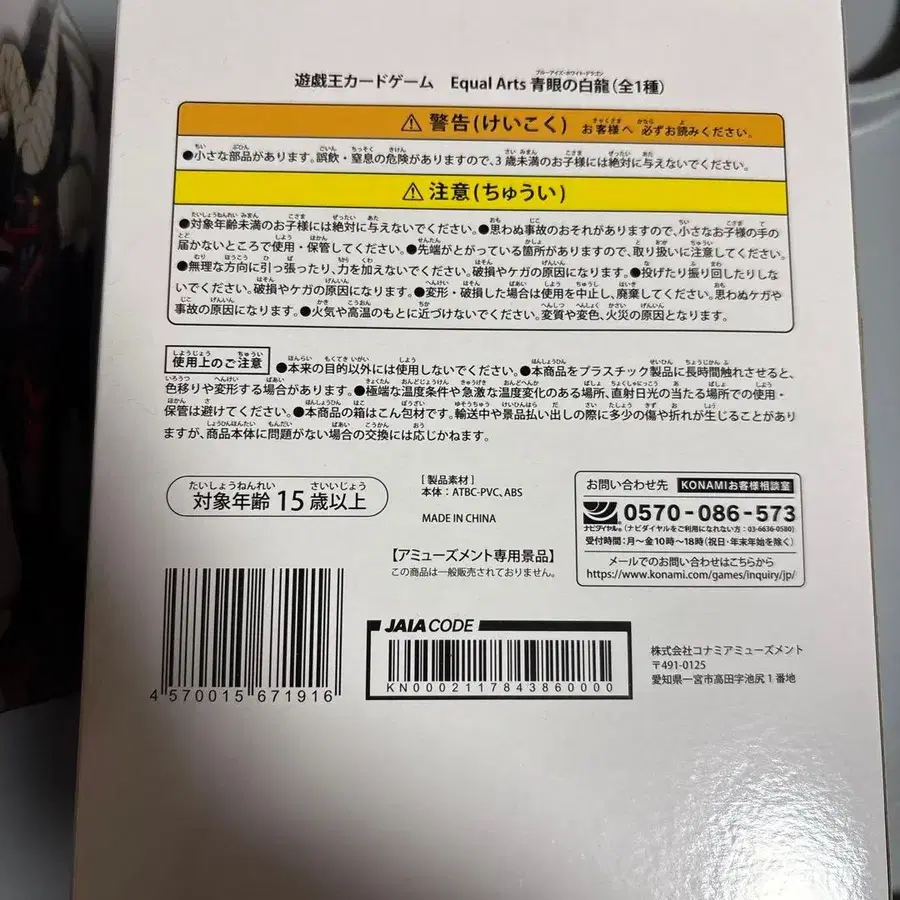 遊戯王カードゲーム Equal Arts 青眼の白龍(全1種)
⚠ 警告(けいこく) お客様へ 必ずお読みください。
●小さな部品があります。誤飲・窒息の危険がありますので、3歳未満のお子様には絶対に与えないでください。
⚠ 注意(ちゅうい)
●対象年齢未満のお子様には絶対に与えないでください。●思わぬ事故のおそれがありますので、小さなお子様の手の
届かないところで使用・保管してください。●先端がとがっている箇所がありますので、取り扱いに注意してください。
●無理な方向に引っ張ったり、力を加えないでください。破損やケガの原因になります。●投げたり振り回したりしな
いでください。破損やケガの原因になります。●変形・破損した場合は使用を中止し、廃棄してください。思わぬケガや
事故の原因になります。●火気や高温のもとに近づけないでください。変質や変色、火災の原因となります。
使用上のご注意 ●本来の目的以外には使用しないでください。●本商品をプラスチック製品に長時間触れさせると、
色移りや変形する場合があります。●極端な温度条件や急激な温度変化のある場所、直射日光の当たる場所での使用・
保管は避けてください。●本商品の箱はこん包材です。輸送中や景品払い出しの際に多少の傷や折れが生じることがあり
ますが、商品本体に問題がない場合の交換には応じかねます。
対象年齢 15歳以上
[製品素材]
本体:ATBC-PVC、ABS
MADE IN CHINA
【アミューズメント専用景品】
この商品は一般販売されておりません。
お問い合わせ先 KONAMIお客様相談室
ナビダイヤル® 0570-086-573
(ナビダイヤルをご利用になれない方:03-6636-0580)
受付時間:月〜金10時〜18時(祝日・年末年始を除く)
メールでのお問い合わせはこちらから
https://www.konami.com/games/inquiry/jp/
4 570015 671916
JAIA CODE
KN00021178438600​00
株式会社コナミアミューズメント
〒491-0125
愛知県一宮市高田字池尻1番地